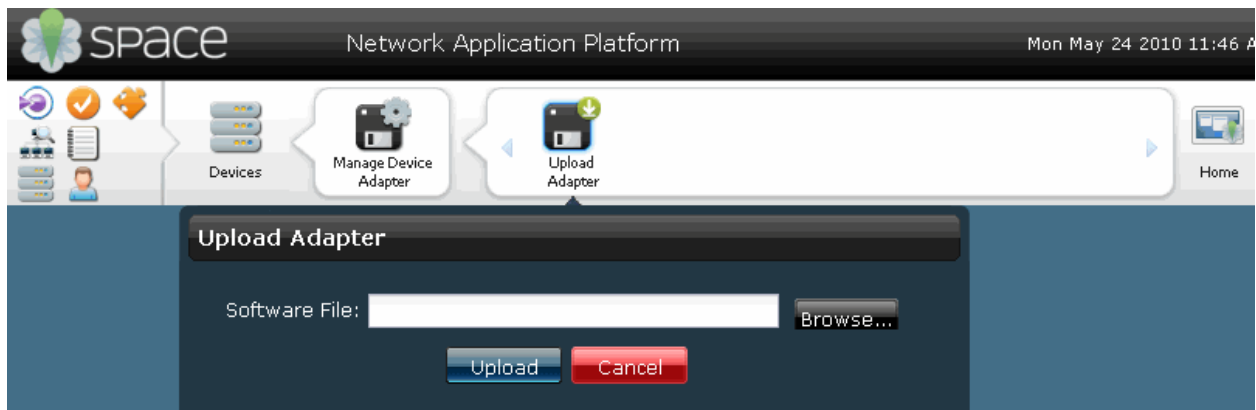 space
Network Application Platform
Mon May 24 2010 11:46 A
Devices
Manage Device
Adapter
Upload
Adapter
Home
Upload Adapter
Software File:
Browse...
Upload
Cancel